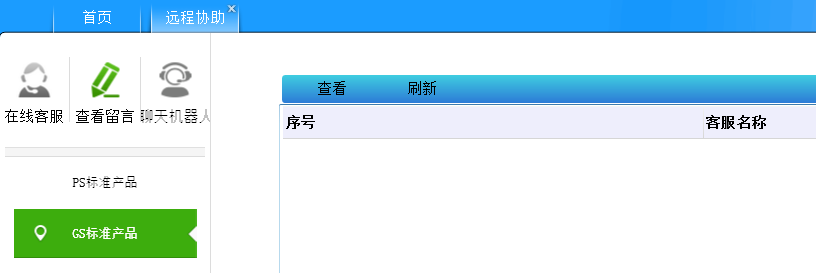 首页 远程协助
在线客服 查看留言 聊天机器人
查看 刷新
序号 客服名称
PS标准产品
GS标准产品